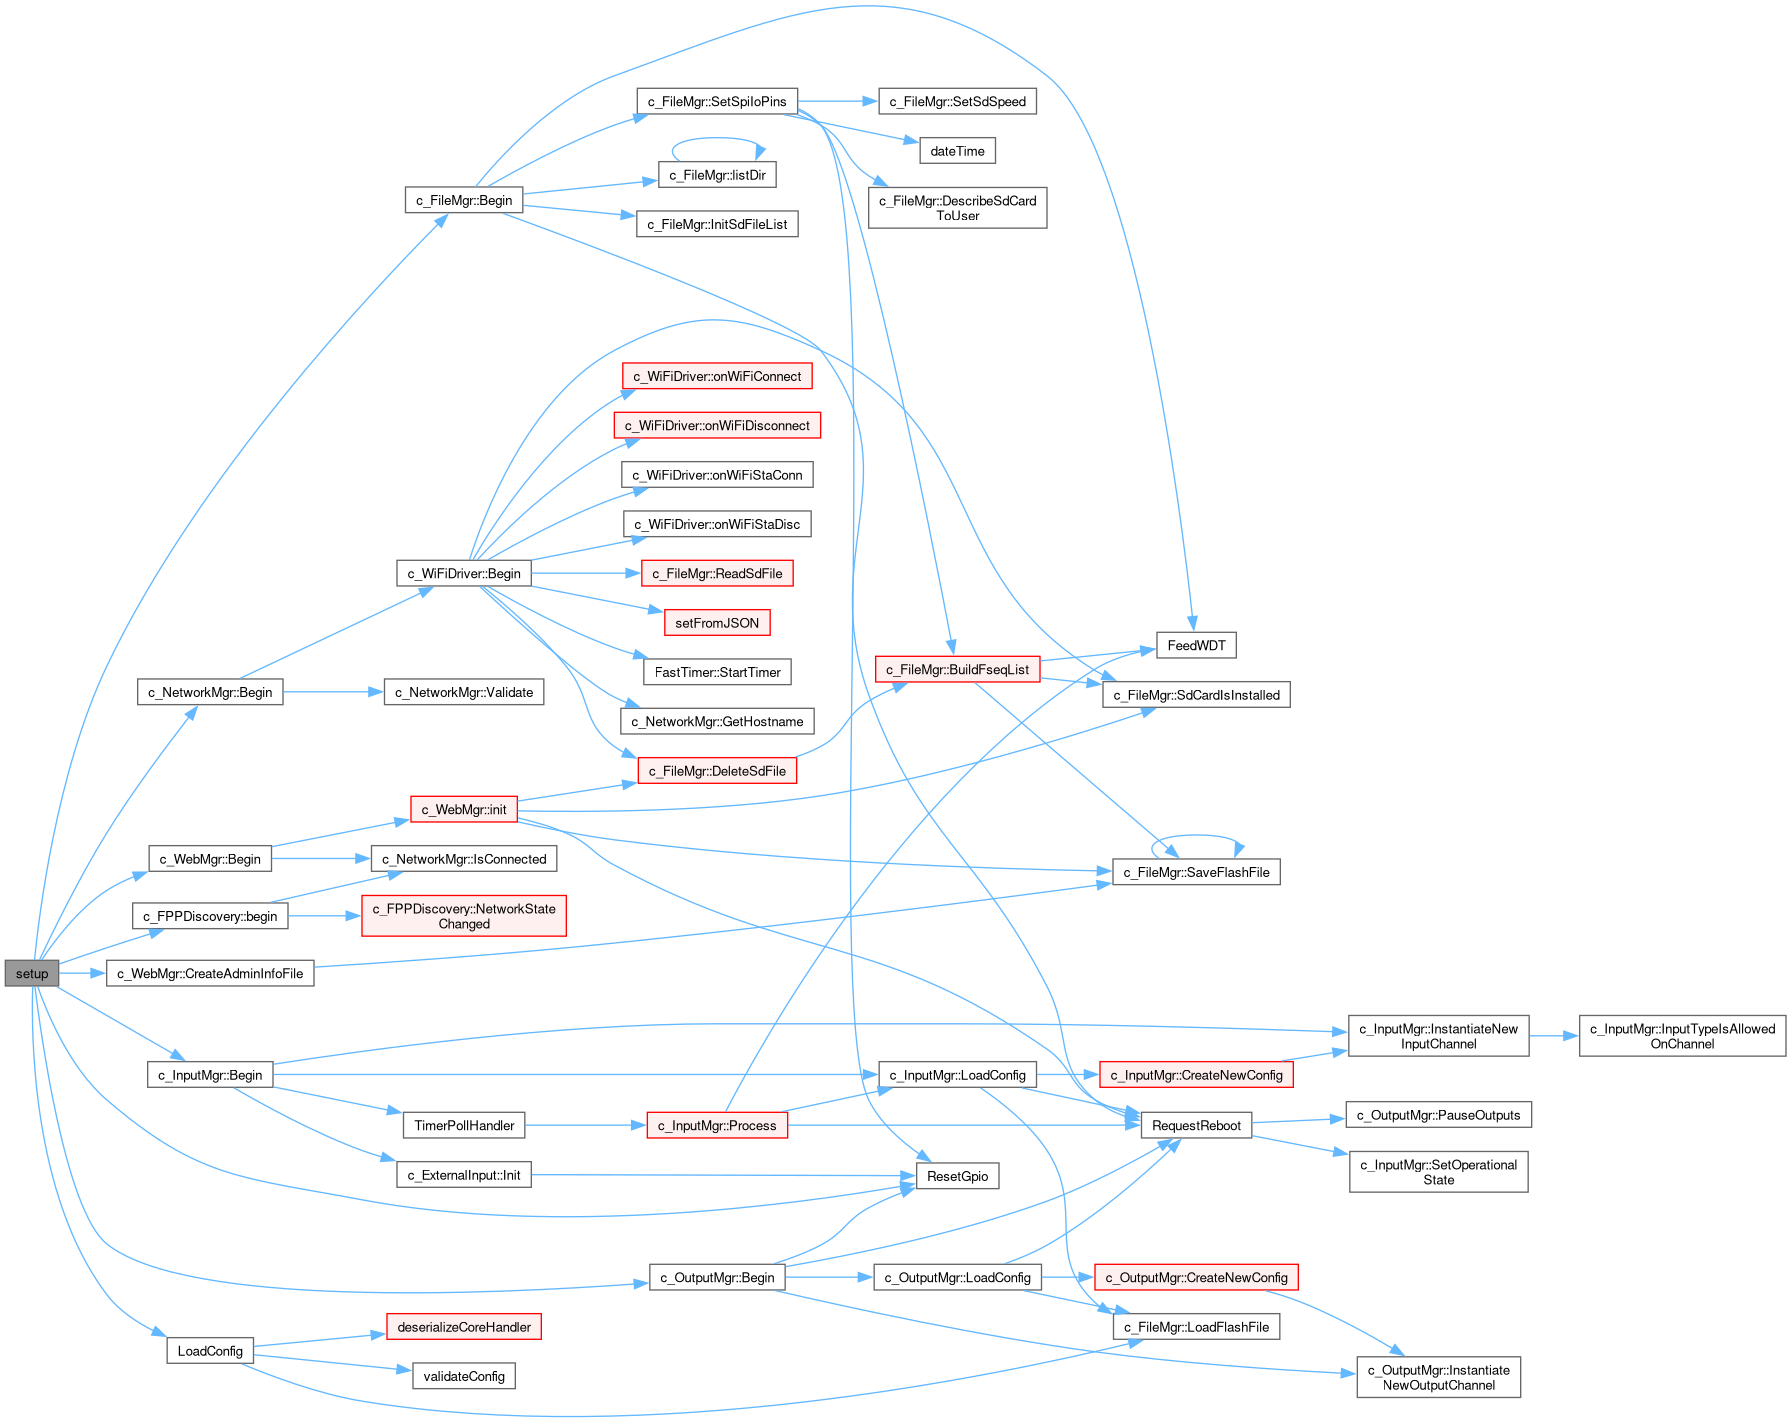 setup
c_FileMgr::Begin
c_FileMgr::SetSpiIoPins
c_FileMgr::SetSdSpeed
dateTime
c_FileMgr::DescribeSdCard
ToUser
c_FileMgr::listDir
c_FileMgr::InitSdFileList
c_WiFiDriver::onWiFiConnect
c_WiFiDriver::onWiFiDisconnect
c_WiFiDriver::onWiFiStaConn
c_WiFiDriver::onWiFiStaDisc
c_WiFiDriver::Begin
c_FileMgr::ReadSdFile
setFromJSON
FastTimer::StartTimer
c_NetworkMgr::GetHostname
c_FileMgr::DeleteSdFile
c_FileMgr::BuildFseqList
FeedWDT
c_FileMgr::SdCardIsInstalled
c_NetworkMgr::Begin
c_NetworkMgr::Validate
c_WebMgr::init
c_WebMgr::Begin
c_NetworkMgr::IsConnected
c_FileMgr::SaveFlashFile
c_FPPDiscovery::begin
c_FPPDiscovery::NetworkState
Changed
c_WebMgr::CreateAdminInfoFile
c_InputMgr::Begin
c_InputMgr::LoadConfig
c_InputMgr::CreateNewConfig
c_InputMgr::InstantiateNew
InputChannel
c_InputMgr::InputTypeIsAllowed
OnChannel
TimerPollHandler
c_InputMgr::Process
RequestReboot
c_OutputMgr::PauseOutputs
c_InputMgr::SetOperational
State
c_ExternalInput::Init
ResetGpio
c_OutputMgr::Begin
c_OutputMgr::LoadConfig
c_OutputMgr::CreateNewConfig
c_FileMgr::LoadFlashFile
c_OutputMgr::Instantiate
NewOutputChannel
LoadConfig
deserializeCoreHandler
validateConfig